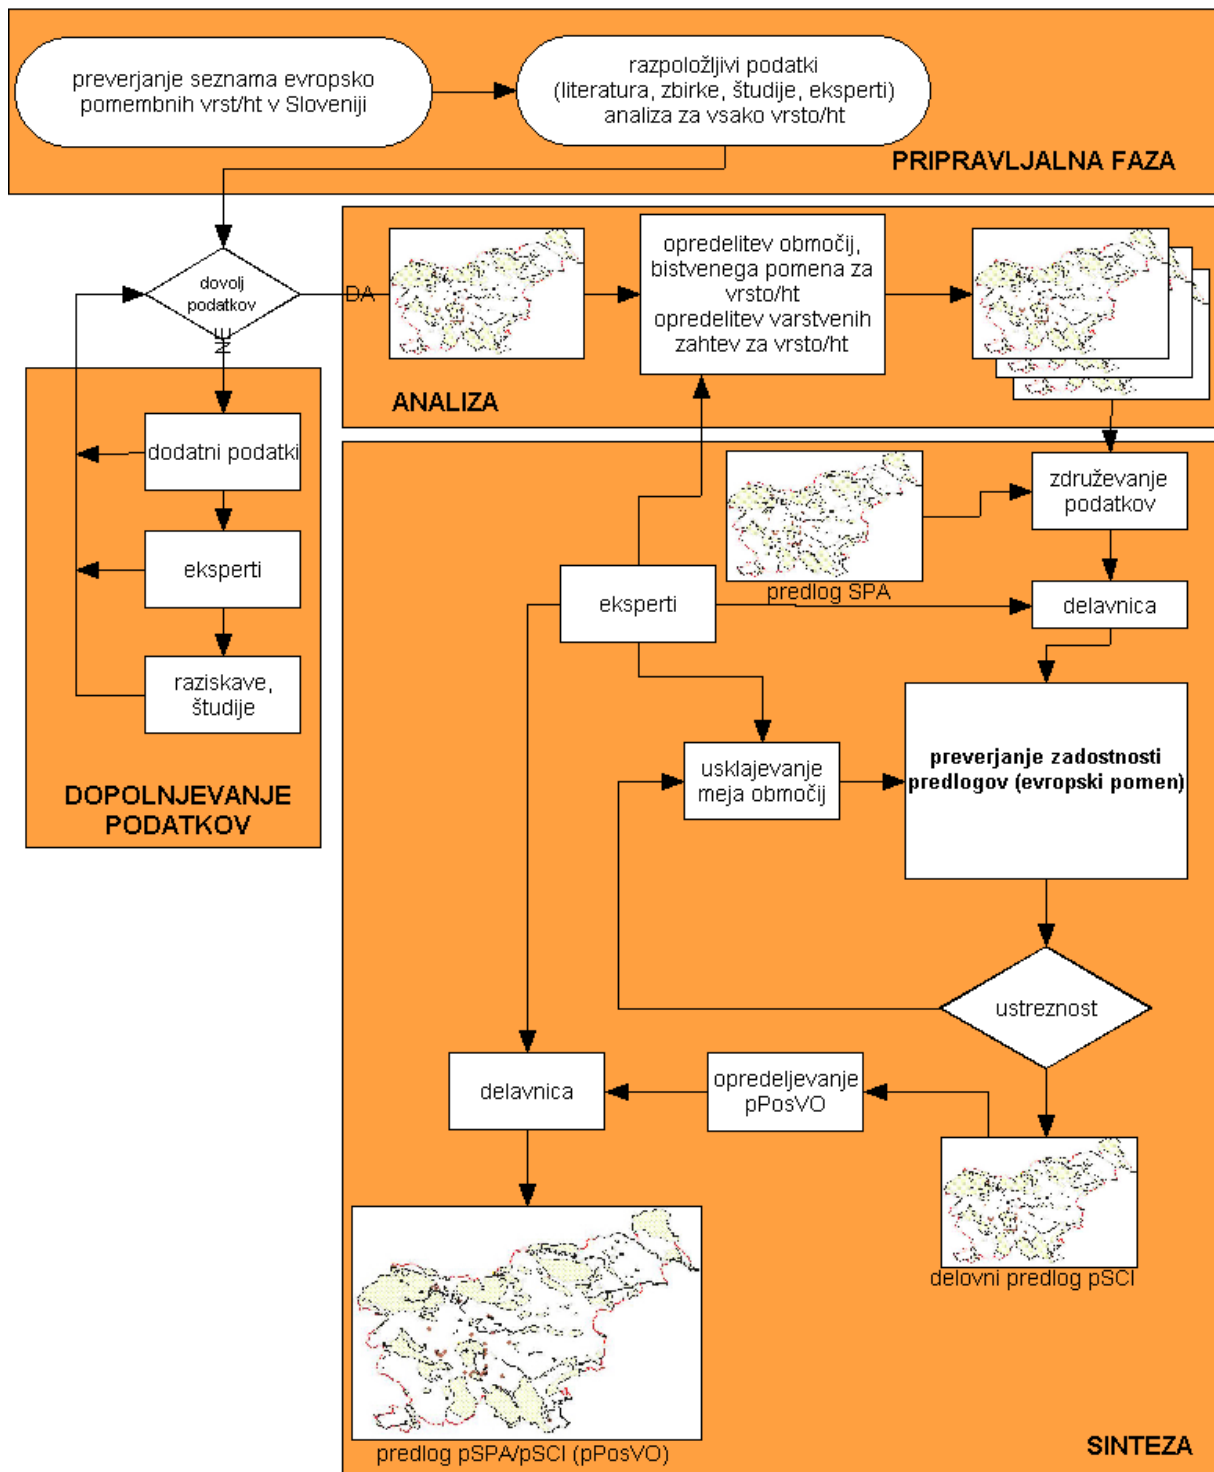 preverjanje seznama evropsko
pomembnih vrst/ht v Sloveniji
razpoložljivi podatki
(literatura, zbirke, študije, eksperti)
analiza za vsako vrsto/ht
PRIPRAVLJALNA FAZA
dovolj
podatkov
DA
NE
opredelitev območij,
bistvenega pomena za
vrsto/ht
opredelitev varstvenih
zahtev za vrsto/ht
ANALIZA
dodatni podatki
eksperti
raziskave,
študije
DOPOLNJEVANJE
PODATKOV
predlog SPA
združevanje
podatkov
eksperti
delavnica
usklajevanje
meja območij
preverjanje zadostnosti
predlogov (evropski pomen)
ustreznost
delavnica
opredeljevanje
pPosVO
delovni predlog pSCI
predlog pSPA/pSCI (pPosVO)
SINTEZA